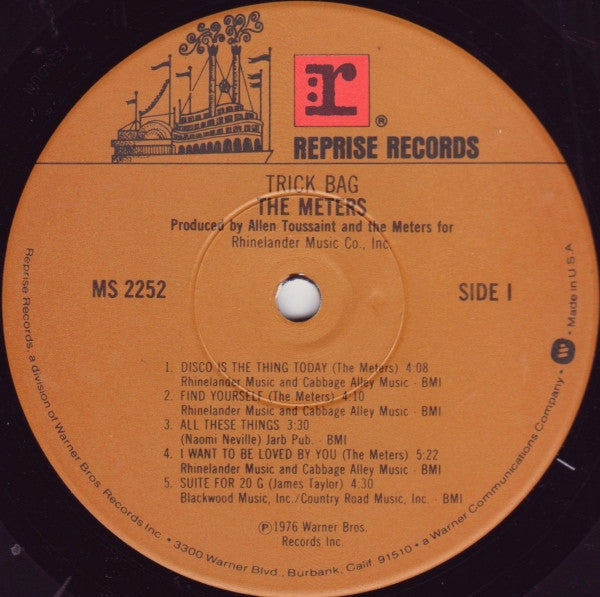 r
®
REPRISE RECORDS
TRICK BAG
THE METERS
Produced by Allen Toussaint and the Meters for
Rhinelander Music Co., Inc.
MS 2252
SIDE I
1. DISCO IS THE THING TODAY (The Meters) 4:08
Rhinelander Music and Cabbage Alley Music · BMI
2. FIND YOURSELF (The Meters) 4:10
Rhinelander Music and Cabbage Alley Music · BMI
3. ALL THESE THINGS 3:30
(Naomi Neville) Jarb Pub. · BMI
4. I WANT TO BE LOVED BY YOU (The Meters) 5:22
Rhinelander Music and Cabbage Alley Music · BMI
5. SUITE FOR 20 G (James Taylor) 4:30
Blackwood Music, Inc./Country Road Music, Inc. · BMI
℗1976 Warner Bros.
Records Inc.
Reprise Records: a division of Warner Bros. Records Inc. • 3300 Warner Blvd., Burbank, Calif. 91510 • a Warner Communications Company • W • Made in U.S.A.